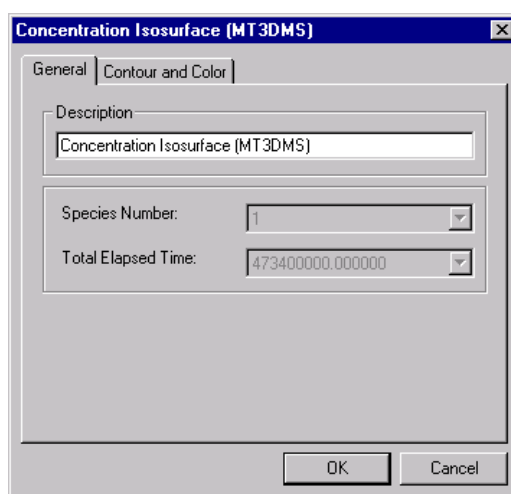 Concentration Isosurface (MT3DMS)
General
Contour and Color
Description
Concentration Isosurface (MT3DMS)
Species Number:
1
Total Elapsed Time:
473400000.000000
OK
Cancel